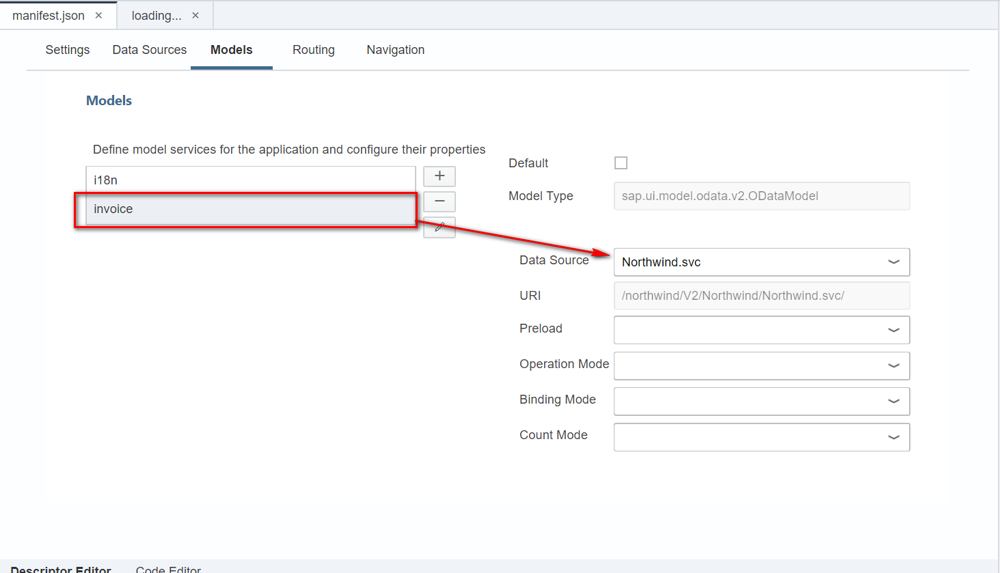 manifest.json ×
loading... ×
Settings Data Sources Models Routing Navigation
Models
Define model services for the application and configure their properties
i18n
invoice
Default
Model Type sap.ui.model.odata.v2.ODataModel
Data Source Northwind.svc
URI /northwind/V2/Northwind/Northwind.svc/
Preload
Operation Mode
Binding Mode
Count Mode
Descriptor Editor Code Editor